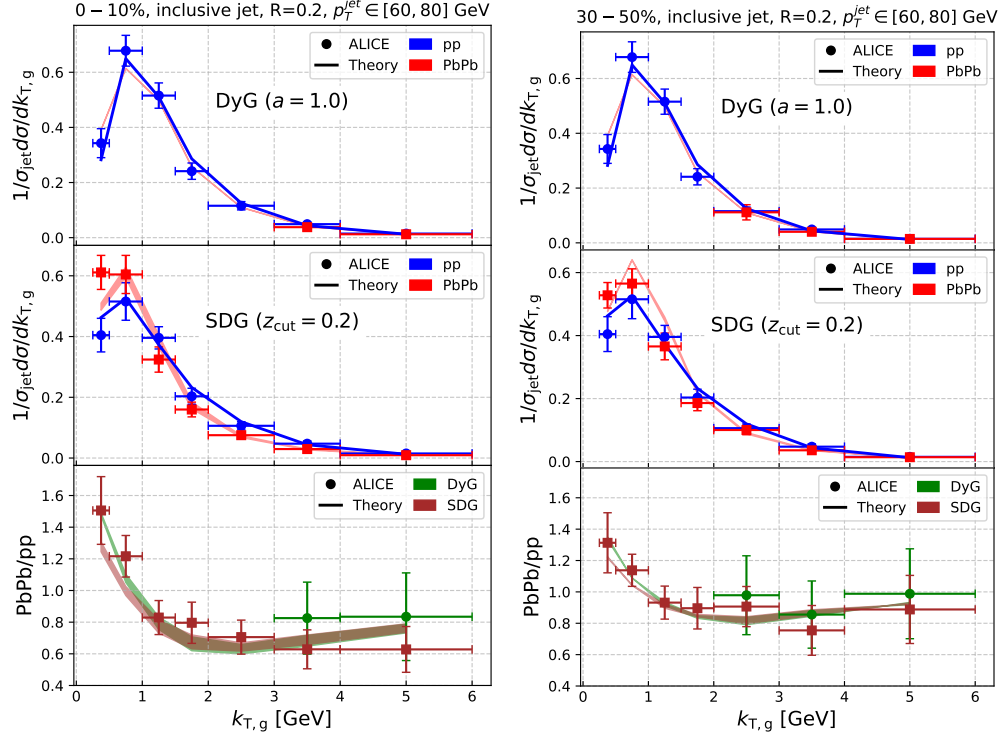 0 − 10%, inclusive jet, R=0.2, p_T^jet ∈ [60, 80] GeV
1/σ_jet dσ/dk_T,g
0.6
0.4
0.2
0.0
ALICE
Theory
pp
PbPb
DyG (a = 1.0)
1/σ_jet dσ/dk_T,g
0.6
0.4
0.2
0.0
ALICE
Theory
pp
PbPb
SDG (z_cut = 0.2)
PbPb/pp
1.6
1.4
1.2
1.0
0.8
0.6
0.4
ALICE
Theory
DyG
SDG
0 1 2 3 4 5 6
k_T,g [GeV]
30 − 50%, inclusive jet, R=0.2, p_T^jet ∈ [60, 80] GeV
1/σ_jet dσ/dk_T,g
0.6
0.4
0.2
0.0
ALICE
Theory
pp
PbPb
DyG (a = 1.0)
1/σ_jet dσ/dk_T,g
0.6
0.4
0.2
0.0
ALICE
Theory
pp
PbPb
SDG (z_cut = 0.2)
PbPb/pp
1.6
1.4
1.2
1.0
0.8
0.6
0.4
ALICE
Theory
DyG
SDG
0 1 2 3 4 5 6
k_T,g [GeV]